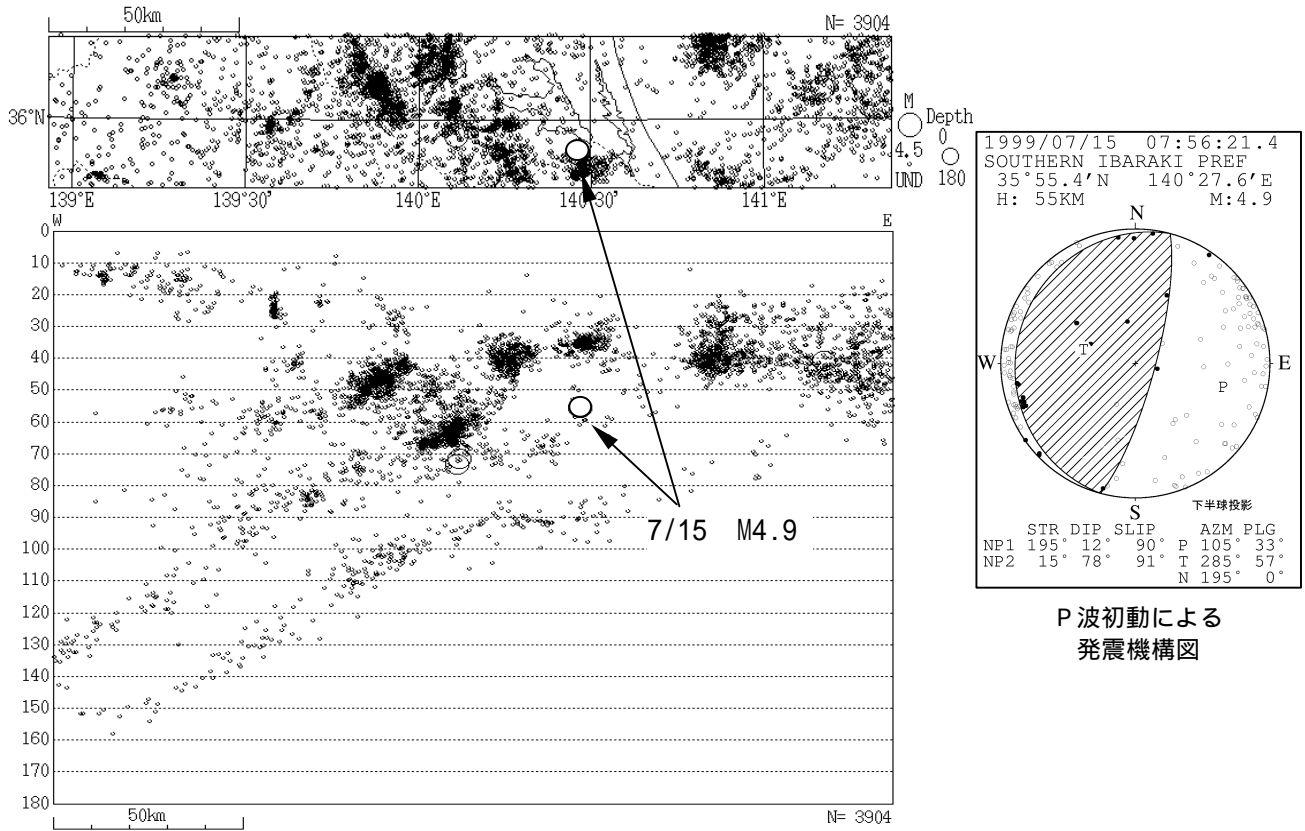 50km
N= 3904
36°N
M
Depth
0
4.5
UND 180
139°E 139°30′ 140°E 140°30′ 141°E
W E
0
10
20
30
40
50
60
70
80
90
100
110
120
130
140
150
160
170
180
7/15 M4.9
50km
N= 3904
1999/07/15 07:56:21.4
SOUTHERN IBARAKI PREF
35°55.4′N 140°27.6′E
H: 55KM M:4.9
N
T
W E
P
S
下半球投影
STR DIP SLIP AZM PLG
NP1 195° 12° 90° P 105° 33°
NP2 15° 78° 91° T 285° 57°
N 195° 0°
P波初動による
発震機構図